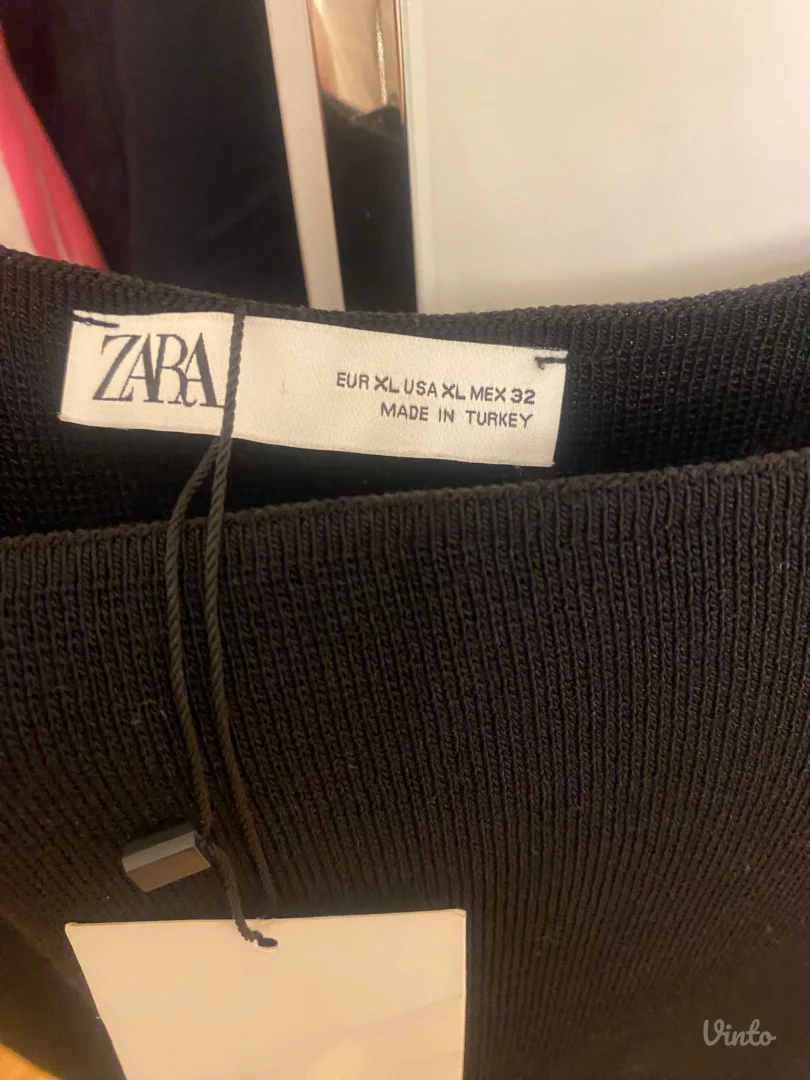 ZARA
EUR XL USA XL MEX 32
MADE IN TURKEY
Vinto